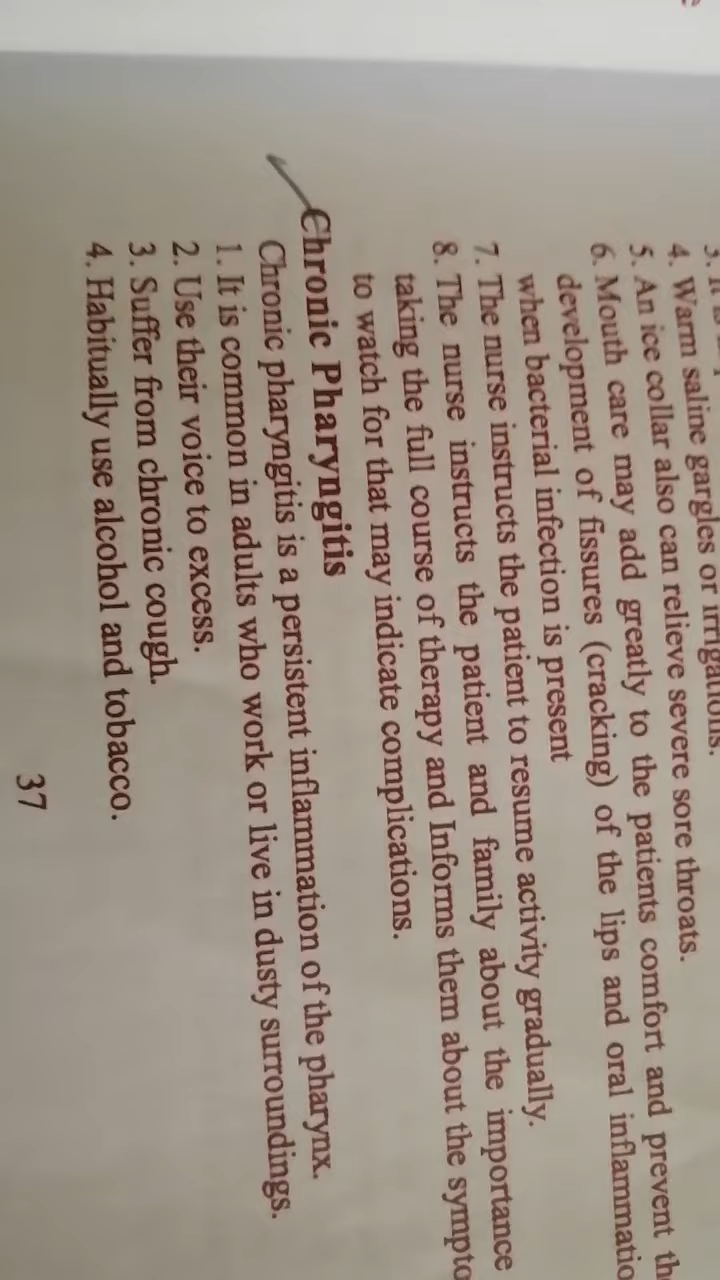 4. Warm saline gargles or irrigations.
5. An ice collar also can relieve severe sore throats.
6. Mouth care may add greatly to the patients comfort and prevent
development of fissures (cracking) of the lips and oral
when bacterial infection is present
7. The nurse instructs the patient to resume activity gradually.
8. The nurse instructs the patient and family about the importance
taking the full course of therapy and Informs them about the
to watch for that may indicate complications.
Chronic Pharyngitis
Chronic pharyngitis is a persistent inflammation of the pharynx.
1. It is common in adults who work or live in dusty surroundings.
2. Use their voice to excess.
3. Suffer from chronic cough.
4. Habitually use alcohol and tobacco.
37